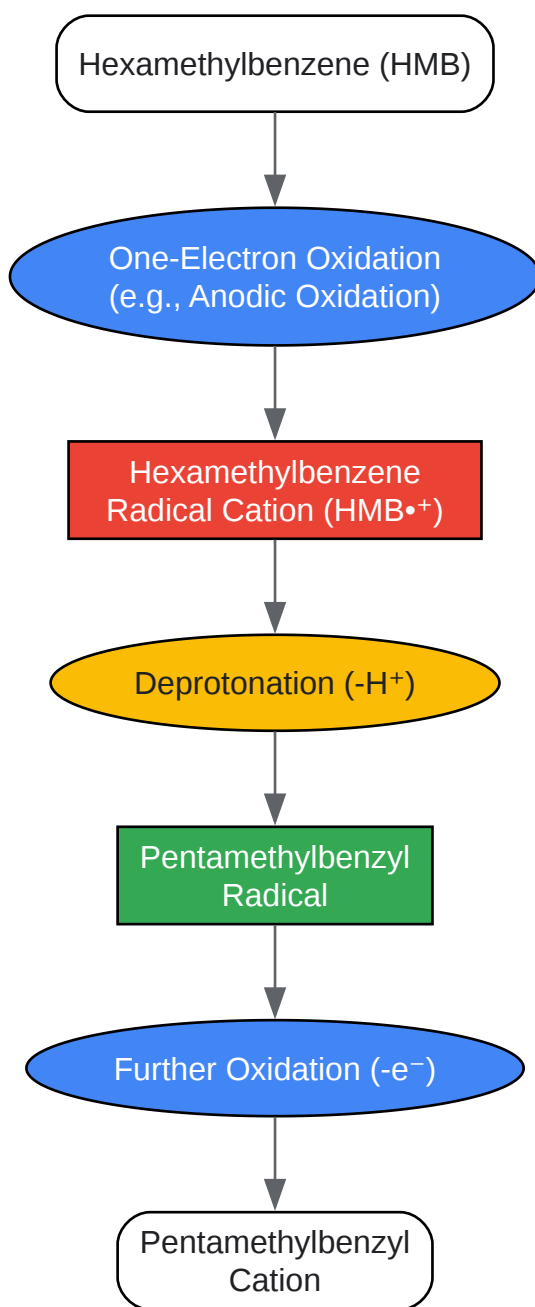 Hexamethylbenzene (HMB)
One-Electron Oxidation
(e.g., Anodic Oxidation)
Hexamethylbenzene
Radical Cation (HMB•⁺)
Deprotonation (-H⁺)
Pentamethylbenzyl
Radical
Further Oxidation (-e⁻)
Pentamethylbenzyl
Cation